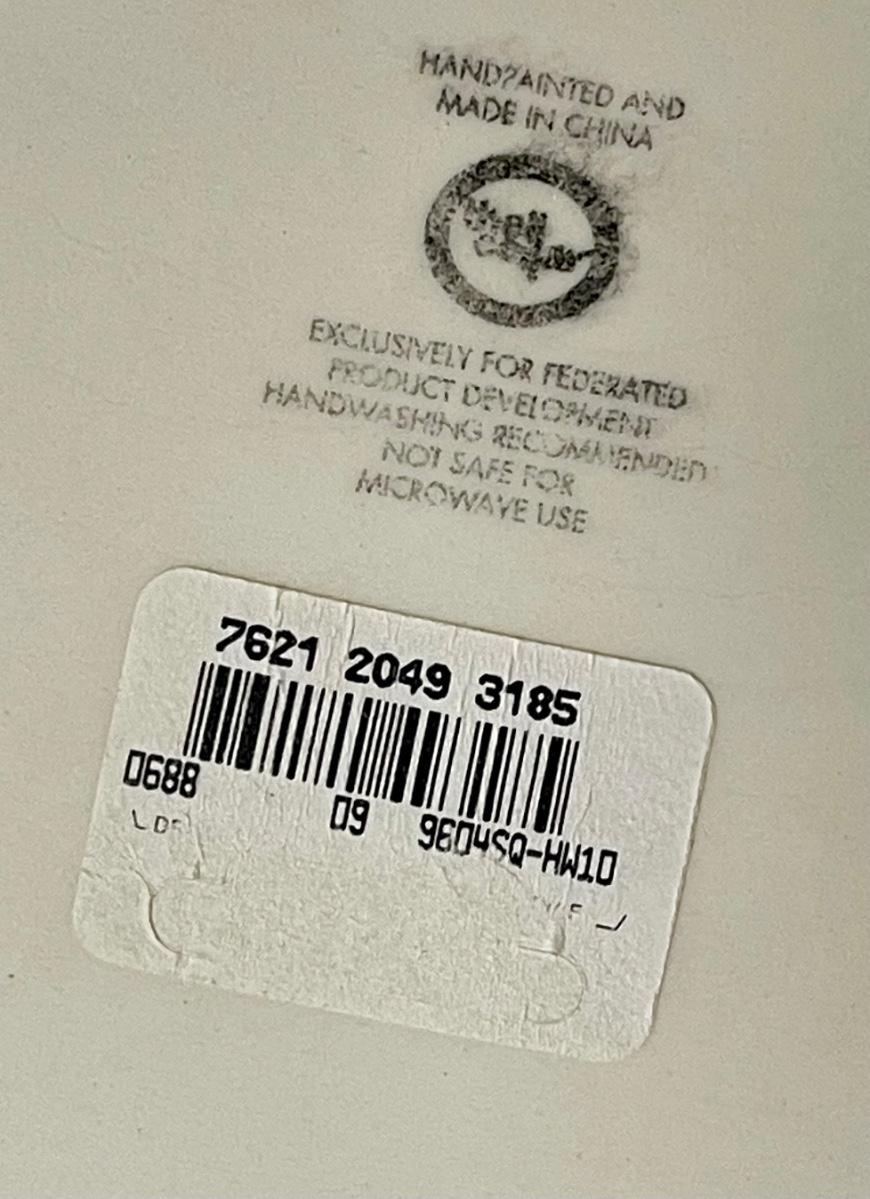 HANDPAINTED AND
MADE IN CHINA
EXCLUSIVELY FOR FEDERATED
PRODUCT DEVELOPMENT
HANDWASHING RECOMMENDED
NOT SAFE FOR
MICROWAVE USE
7621 2049 3185
0688 09 9604SQ-HW10